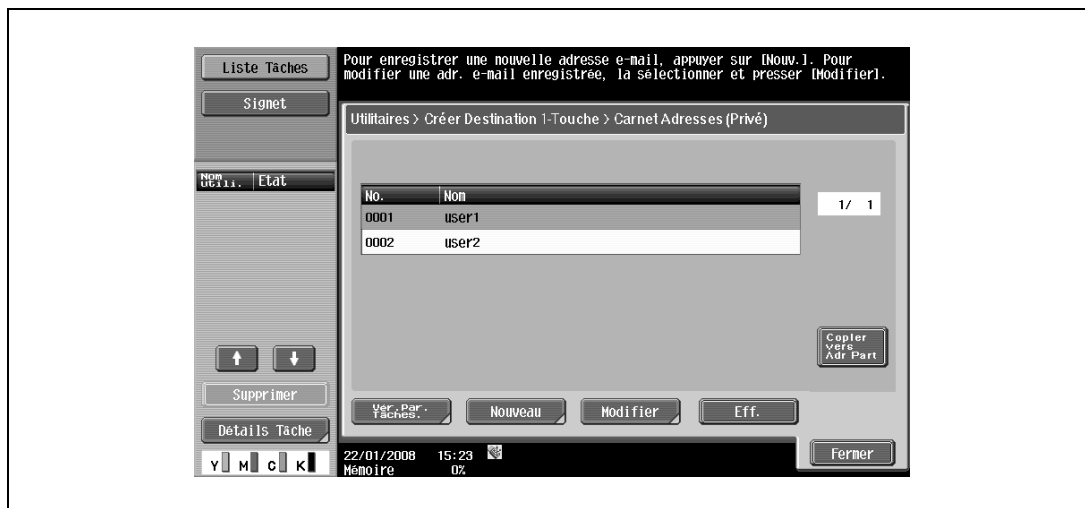 Liste Tâches
Signet
Nom Utili.
Etat
Supprimer
Détails Tâche
Y M C K
Pour enregistrer une nouvelle adresse e-mail, appuyer sur [Nouv.]. Pour
modifier une adr. e-mail enregistrée, la sélectionner et presser [Modifier].
Utilitaires > Créer Destination 1-Touche > Carnet Adresses (Privé)
No. Nom
0001 user1
0002 user2
1/ 1
Copier
vers
Adr Part
Ver.Par.
Tâches.
Nouveau
Modifier
Eff.
22/01/2008 15:23
Mémoire 0%
Fermer